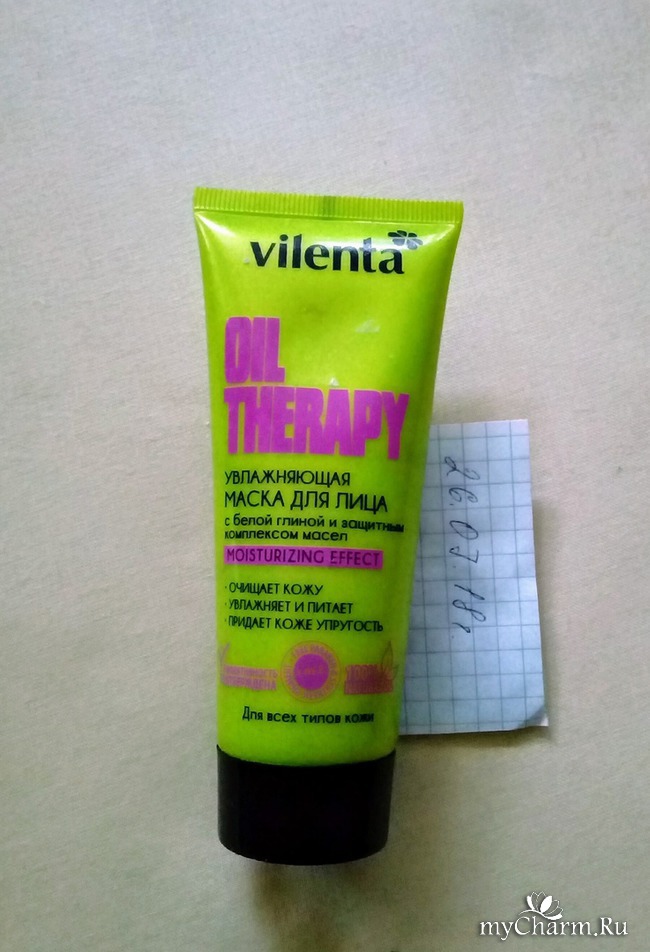 vilenta
OIL
THERAPY
УВЛАЖНЯЮЩАЯ
МАСКА ДЛЯ ЛИЦА
с белой глиной и защитным
комплексом масел
MOISTURIZING EFFECT
· ОЧИЩАЕТ КОЖУ
· УВЛАЖНЯЕТ И ПИТАЕТ
· ПРИДАЕТ КОЖЕ УПРУГОСТЬ
100%
Для всех типов кожи
26.07.18г.
myCharm.Ru